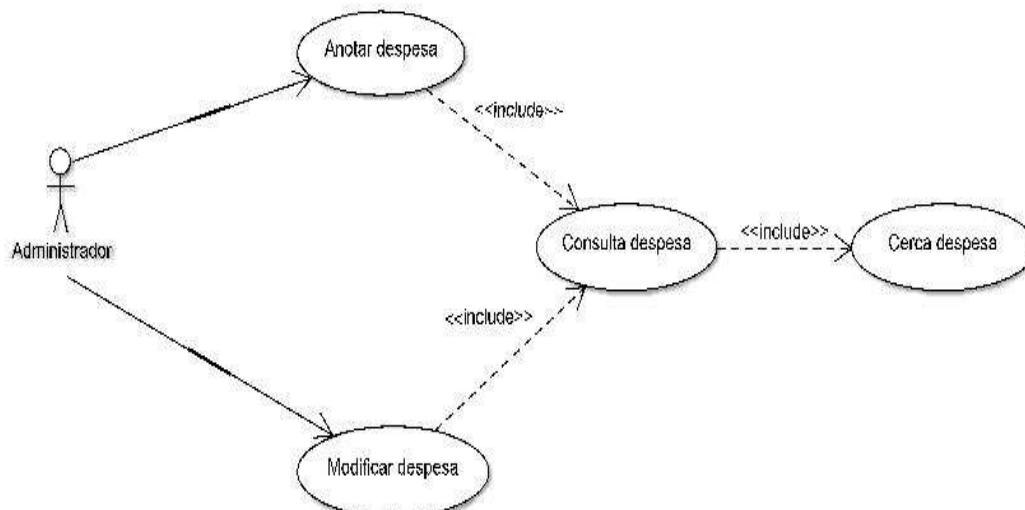 Anotar despesa
<<include>>
Administrador
Consulta despesa
<<include>>
Cerca despesa
<<include>>
Modificar despesa